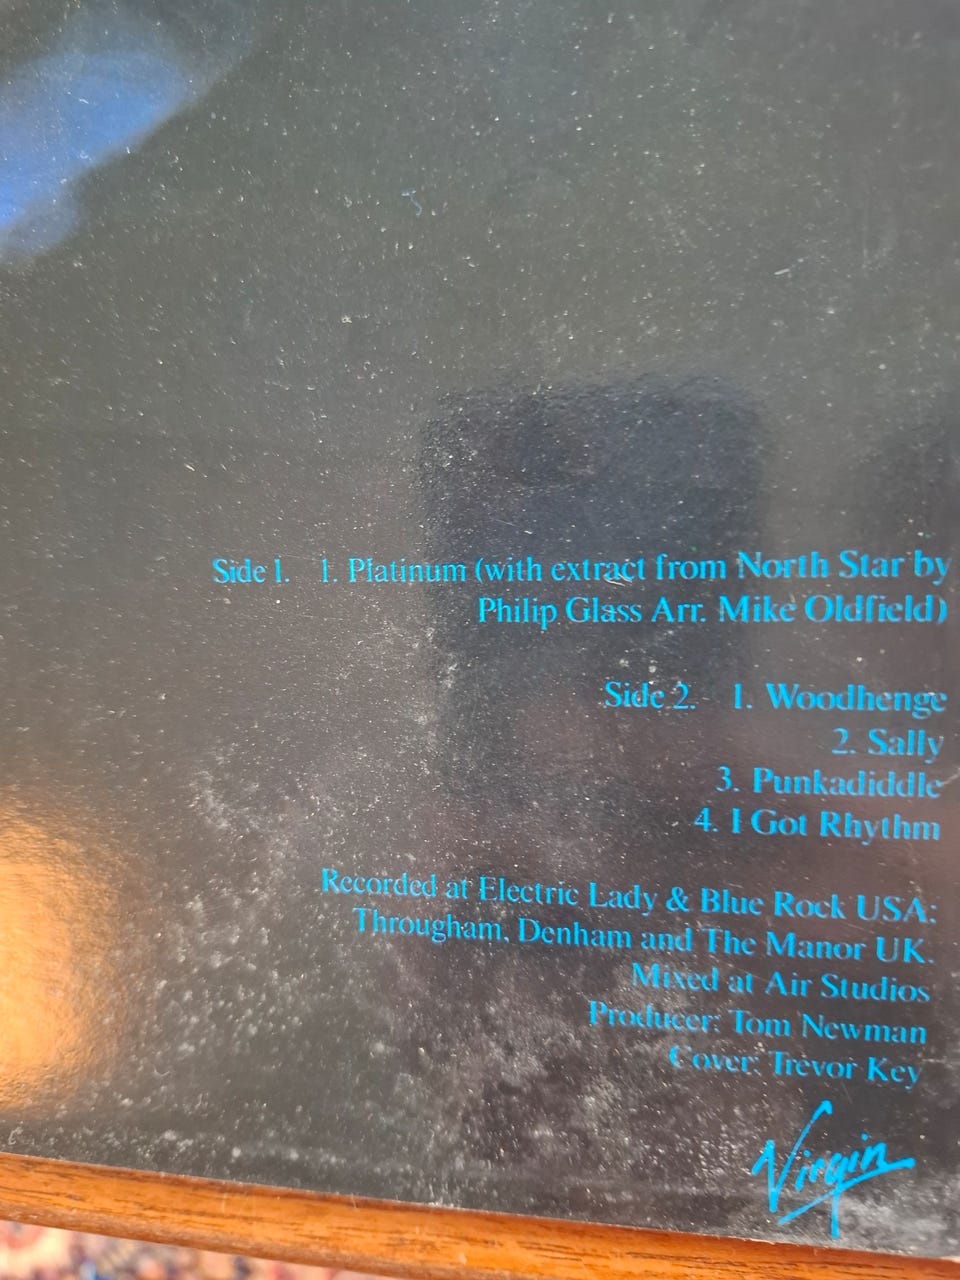 Side 1. 1. Platinum (with extract from North Star by
Philip Glass Arr. Mike Oldfield)
Side 2. 1. Woodhenge
2. Sally
3. Punkadiddle
4. I Got Rhythm
Recorded at Electric Lady & Blue Rock USA:
Througham, Denham and The Manor UK.
Mixed at Air Studios
Producer: Tom Newman
Cover: Trevor Key
Virgin